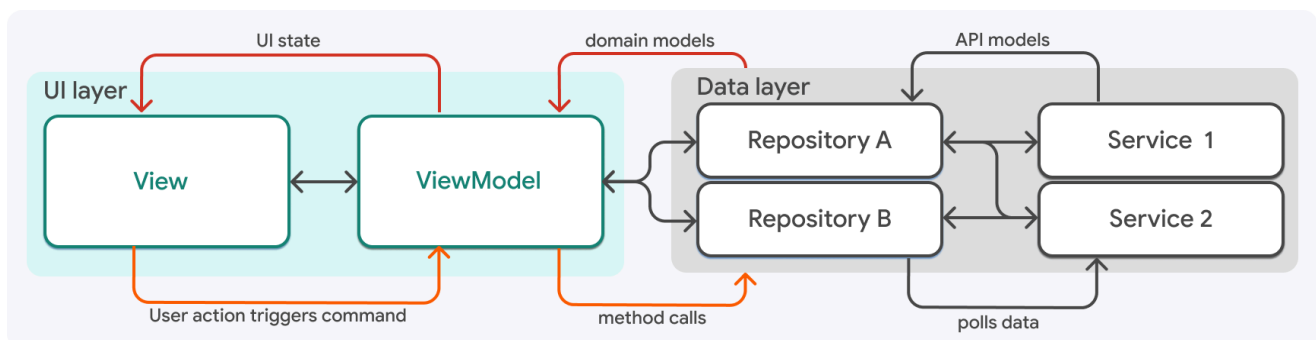 UI state
domain models
API models
UI layer
Data layer
View
ViewModel
Repository A
Service 1
Repository B
Service 2
User action triggers command
method calls
polls data